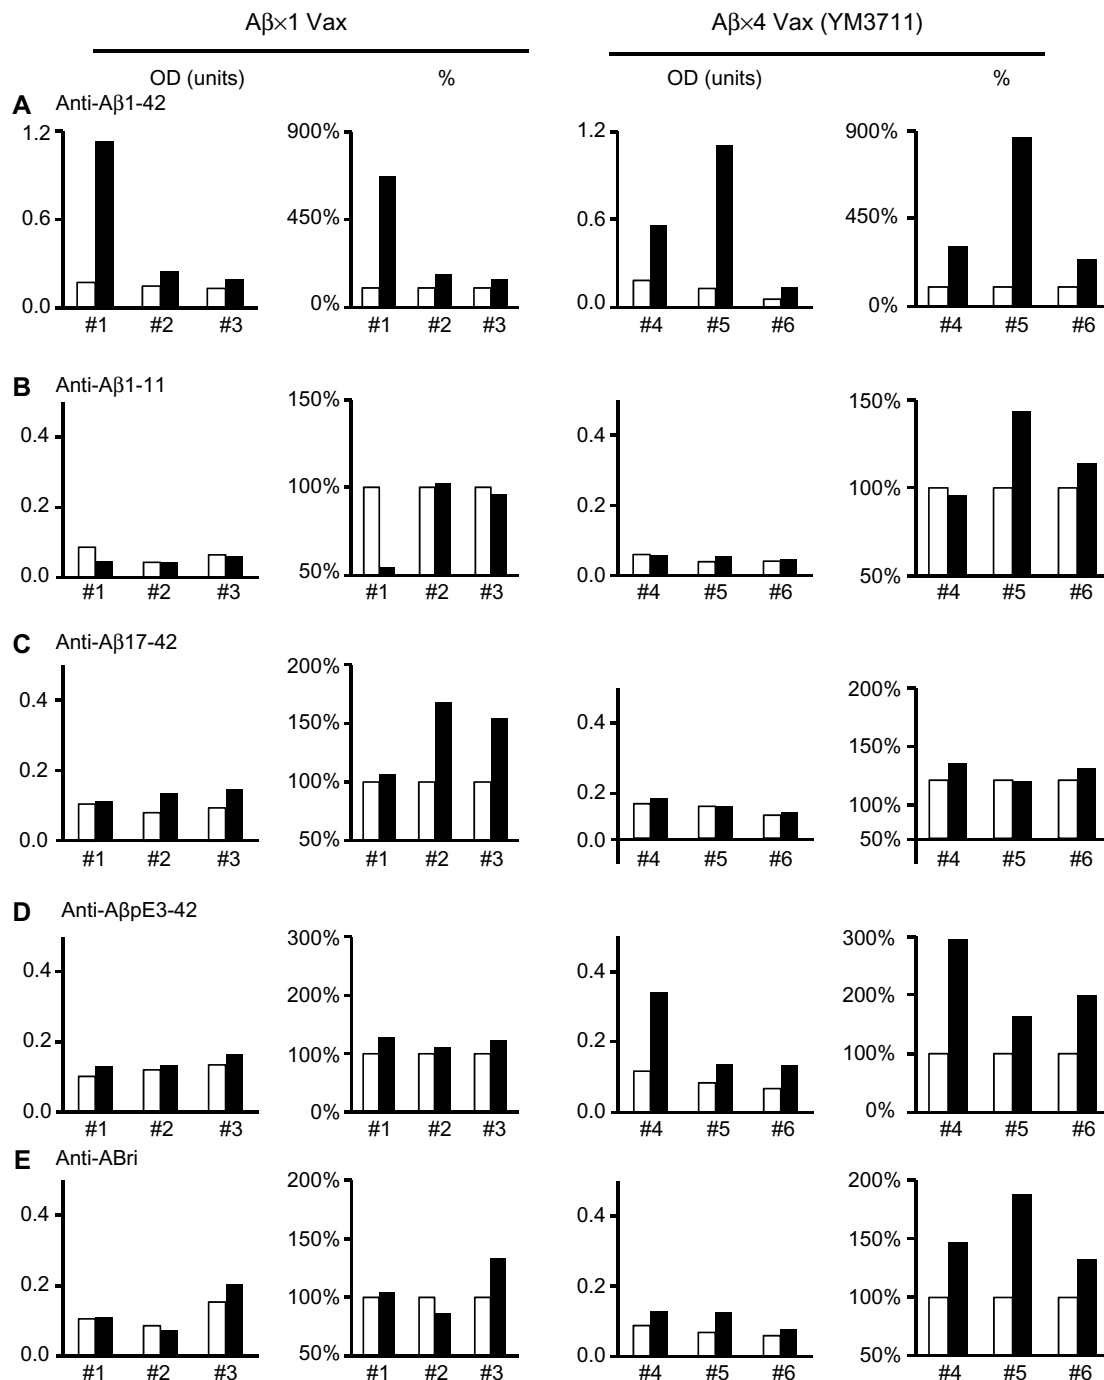 Aβ×1 Vax Aβ×4 Vax (YM3711)
OD (units) % OD (units) %
A Anti-Aβ1-42
1.2 900% 1.2 900%
0.6 450% 0.6 450%
0.0 0% 0.0 0%
#1 #2 #3 #1 #2 #3 #4 #5 #6 #4 #5 #6
B Anti-Aβ1-11
0.4 150% 0.4 150%
0.2 100% 0.2 100%
0.0 50% 0.0 50%
#1 #2 #3 #1 #2 #3 #4 #5 #6 #4 #5 #6
C Anti-Aβ17-42
0.4 200% 0.4 200%
150% 150%
0.2 100% 0.2 100%
0.0 50% 0.0 50%
#1 #2 #3 #1 #2 #3 #4 #5 #6 #4 #5 #6
D Anti-AβpE3-42
0.4 300% 0.4 300%
200% 200%
0.2 100% 0.2 100%
0.0 0% 0.0 0%
#1 #2 #3 #1 #2 #3 #4 #5 #6 #4 #5 #6
E Anti-ABri
0.4 200% 0.4 200%
150% 150%
0.2 100% 0.2 100%
0.0 50% 0.0 50%
#1 #2 #3 #1 #2 #3 #4 #5 #6 #4 #5 #6